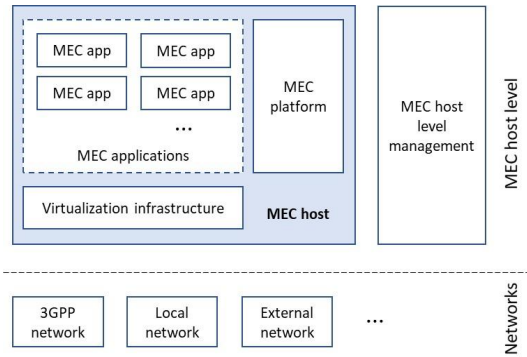 MEC app
MEC app
MEC app
MEC app
...
MEC applications
MEC
platform
Virtualization infrastructure
MEC host
MEC host
level
management
MEC host level
3GPP
network
Local
network
External
network
...
Networks